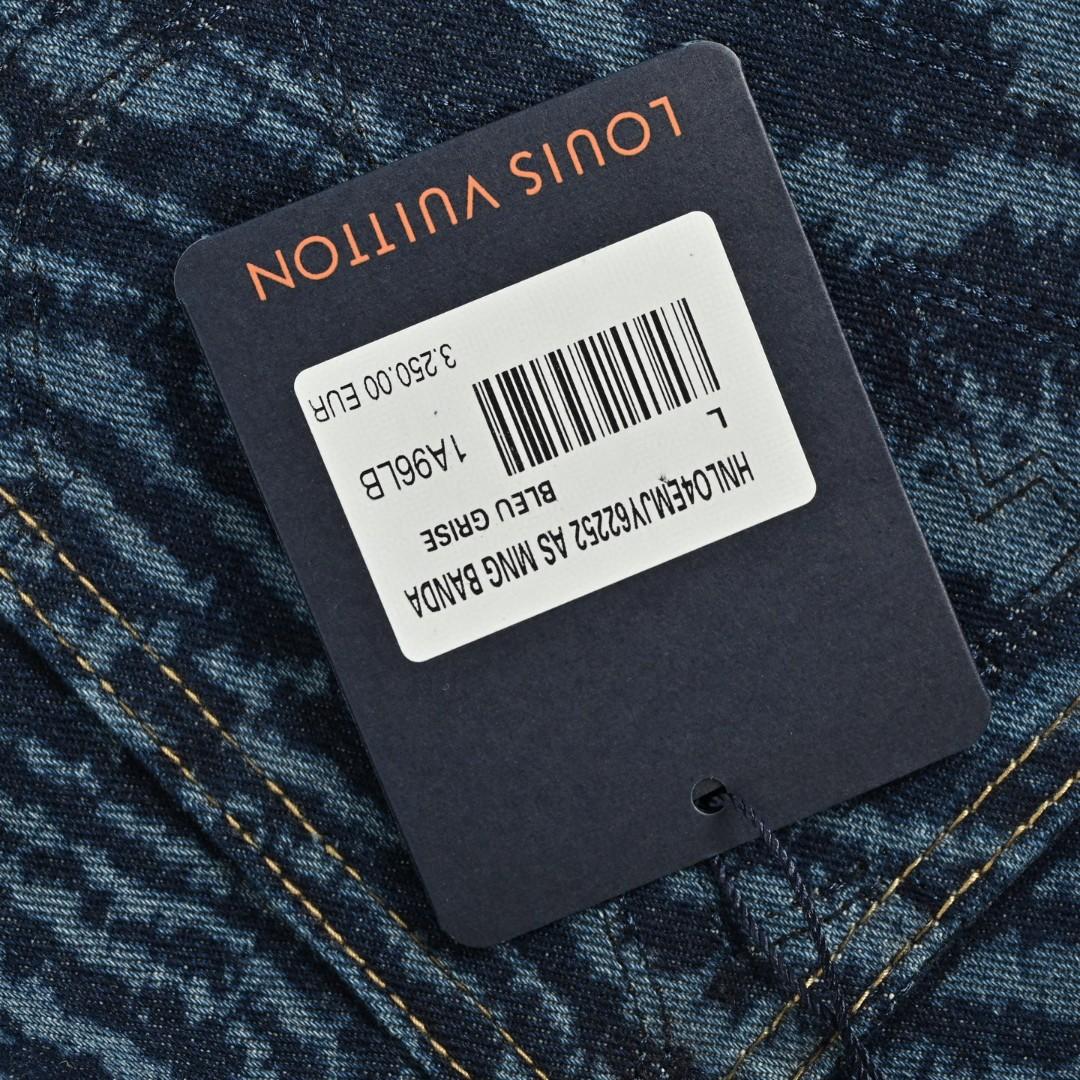 HNL04EMJY62252 AS MNG BANDA
BLEU GRISE
L
1A96LB
3.250.00 EUR
LOUIS VUITTON